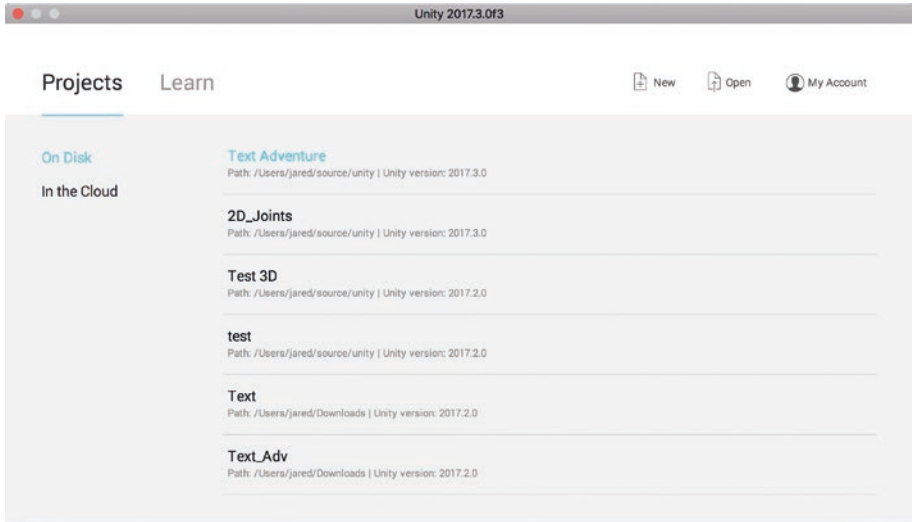 Unity 2017.3.0f3
Projects Learn New Open My Account
On Disk
In the Cloud
Text Adventure
Path: /Users/jared/source/unity | Unity version: 2017.3.0
2D_Joints
Path: /Users/jared/source/unity | Unity version: 2017.3.0
Test 3D
Path: /Users/jared/source/unity | Unity version: 2017.2.0
test
Path: /Users/jared/source/unity | Unity version: 2017.2.0
Text
Path: /Users/jared/Downloads | Unity version: 2017.2.0
Text_Adv
Path: /Users/jared/Downloads | Unity version: 2017.2.0